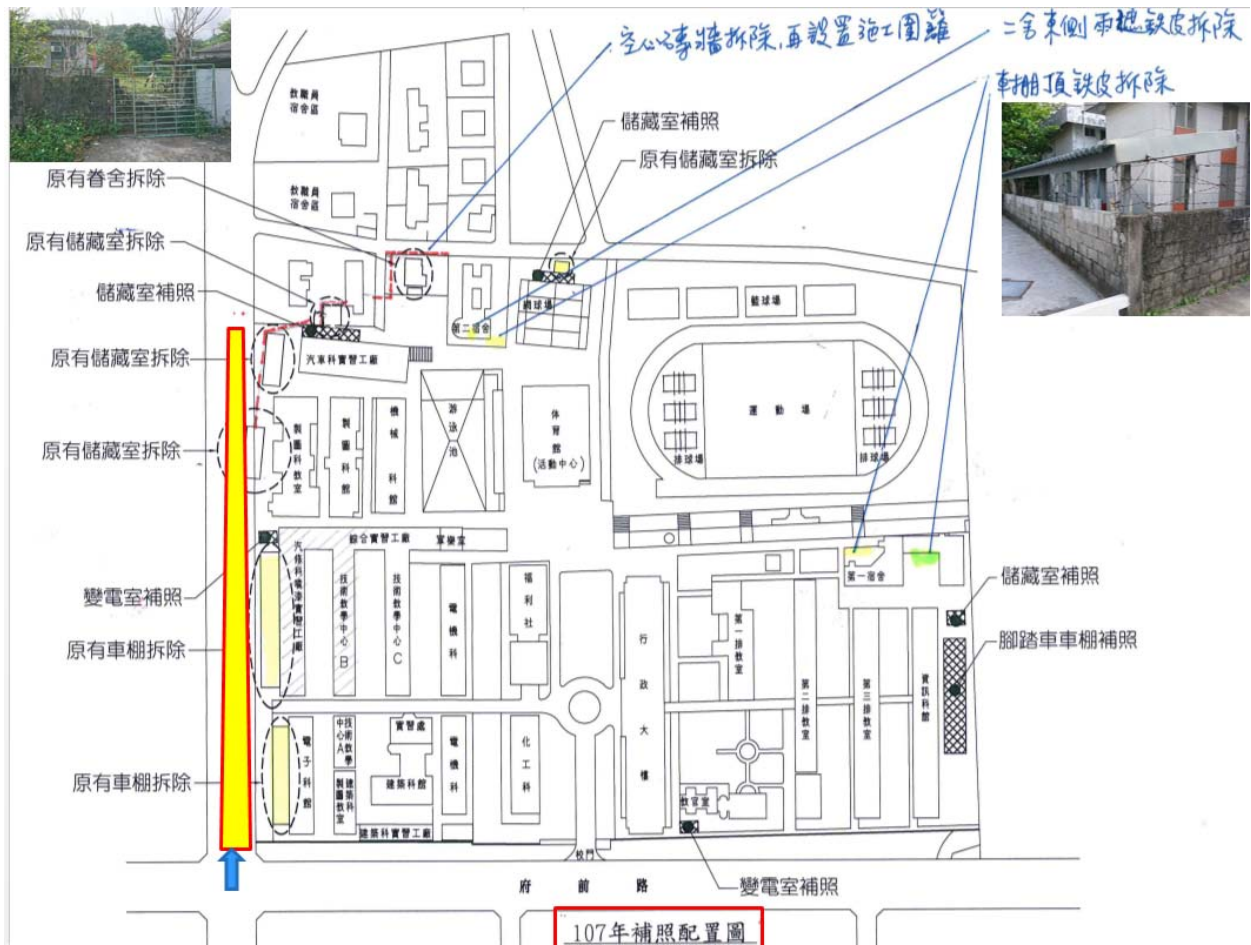 空心磚牆拆除,再設置施工圍籬
二舍東側雨遮鐵皮拆除
車棚頂鐵皮拆除
教職員
宿舍區
儲藏室補照
原有儲藏室拆除
原有眷舍拆除
教職員
宿舍區
原有儲藏室拆除
儲藏室補照
網球場
籃球場
第二宿舍
原有儲藏室拆除
汽車科實習工廠
原有儲藏室拆除
製圖科教室
製圖科館
機械科館
游泳池
体育館
(活動中心)
運動場
排球場
排球場
綜合實習工廠
軍樂室
變電室補照
汽修科噴漆實習工廠
技術教學中心B
技術教學中心C
電機科
福利社
行政大樓
第一排教室
第二排教室
第三排教室
第一宿舍
資訊科館
儲藏室補照
腳踏車車棚補照
原有車棚拆除
原有車棚拆除
電子科館
技術教學
中心A
建築科
製圖教室
實習處
建築科館
建築科實習工廠
電機科
化工科
教官室
校門
變電室補照
府前路
107年補照配置圖